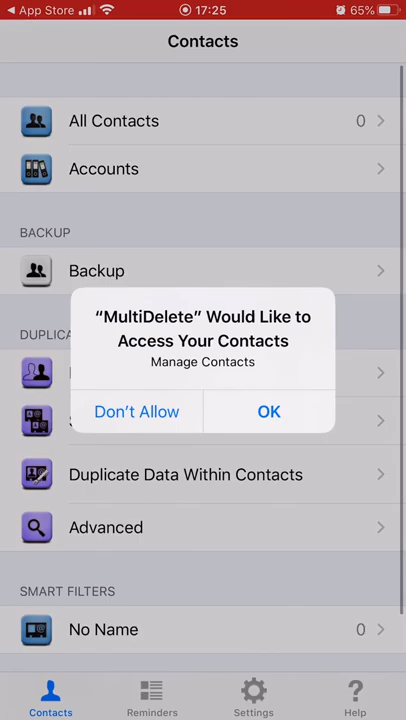 App Store
17:25
65%
Contacts
All Contacts
0
Accounts
BACKUP
Backup
“MultiDelete” Would Like to
Access Your Contacts
Manage Contacts
Don’t Allow
OK
Duplicate Data Within Contacts
Advanced
SMART FILTERS
No Name
0
Contacts
Reminders
Settings
Help